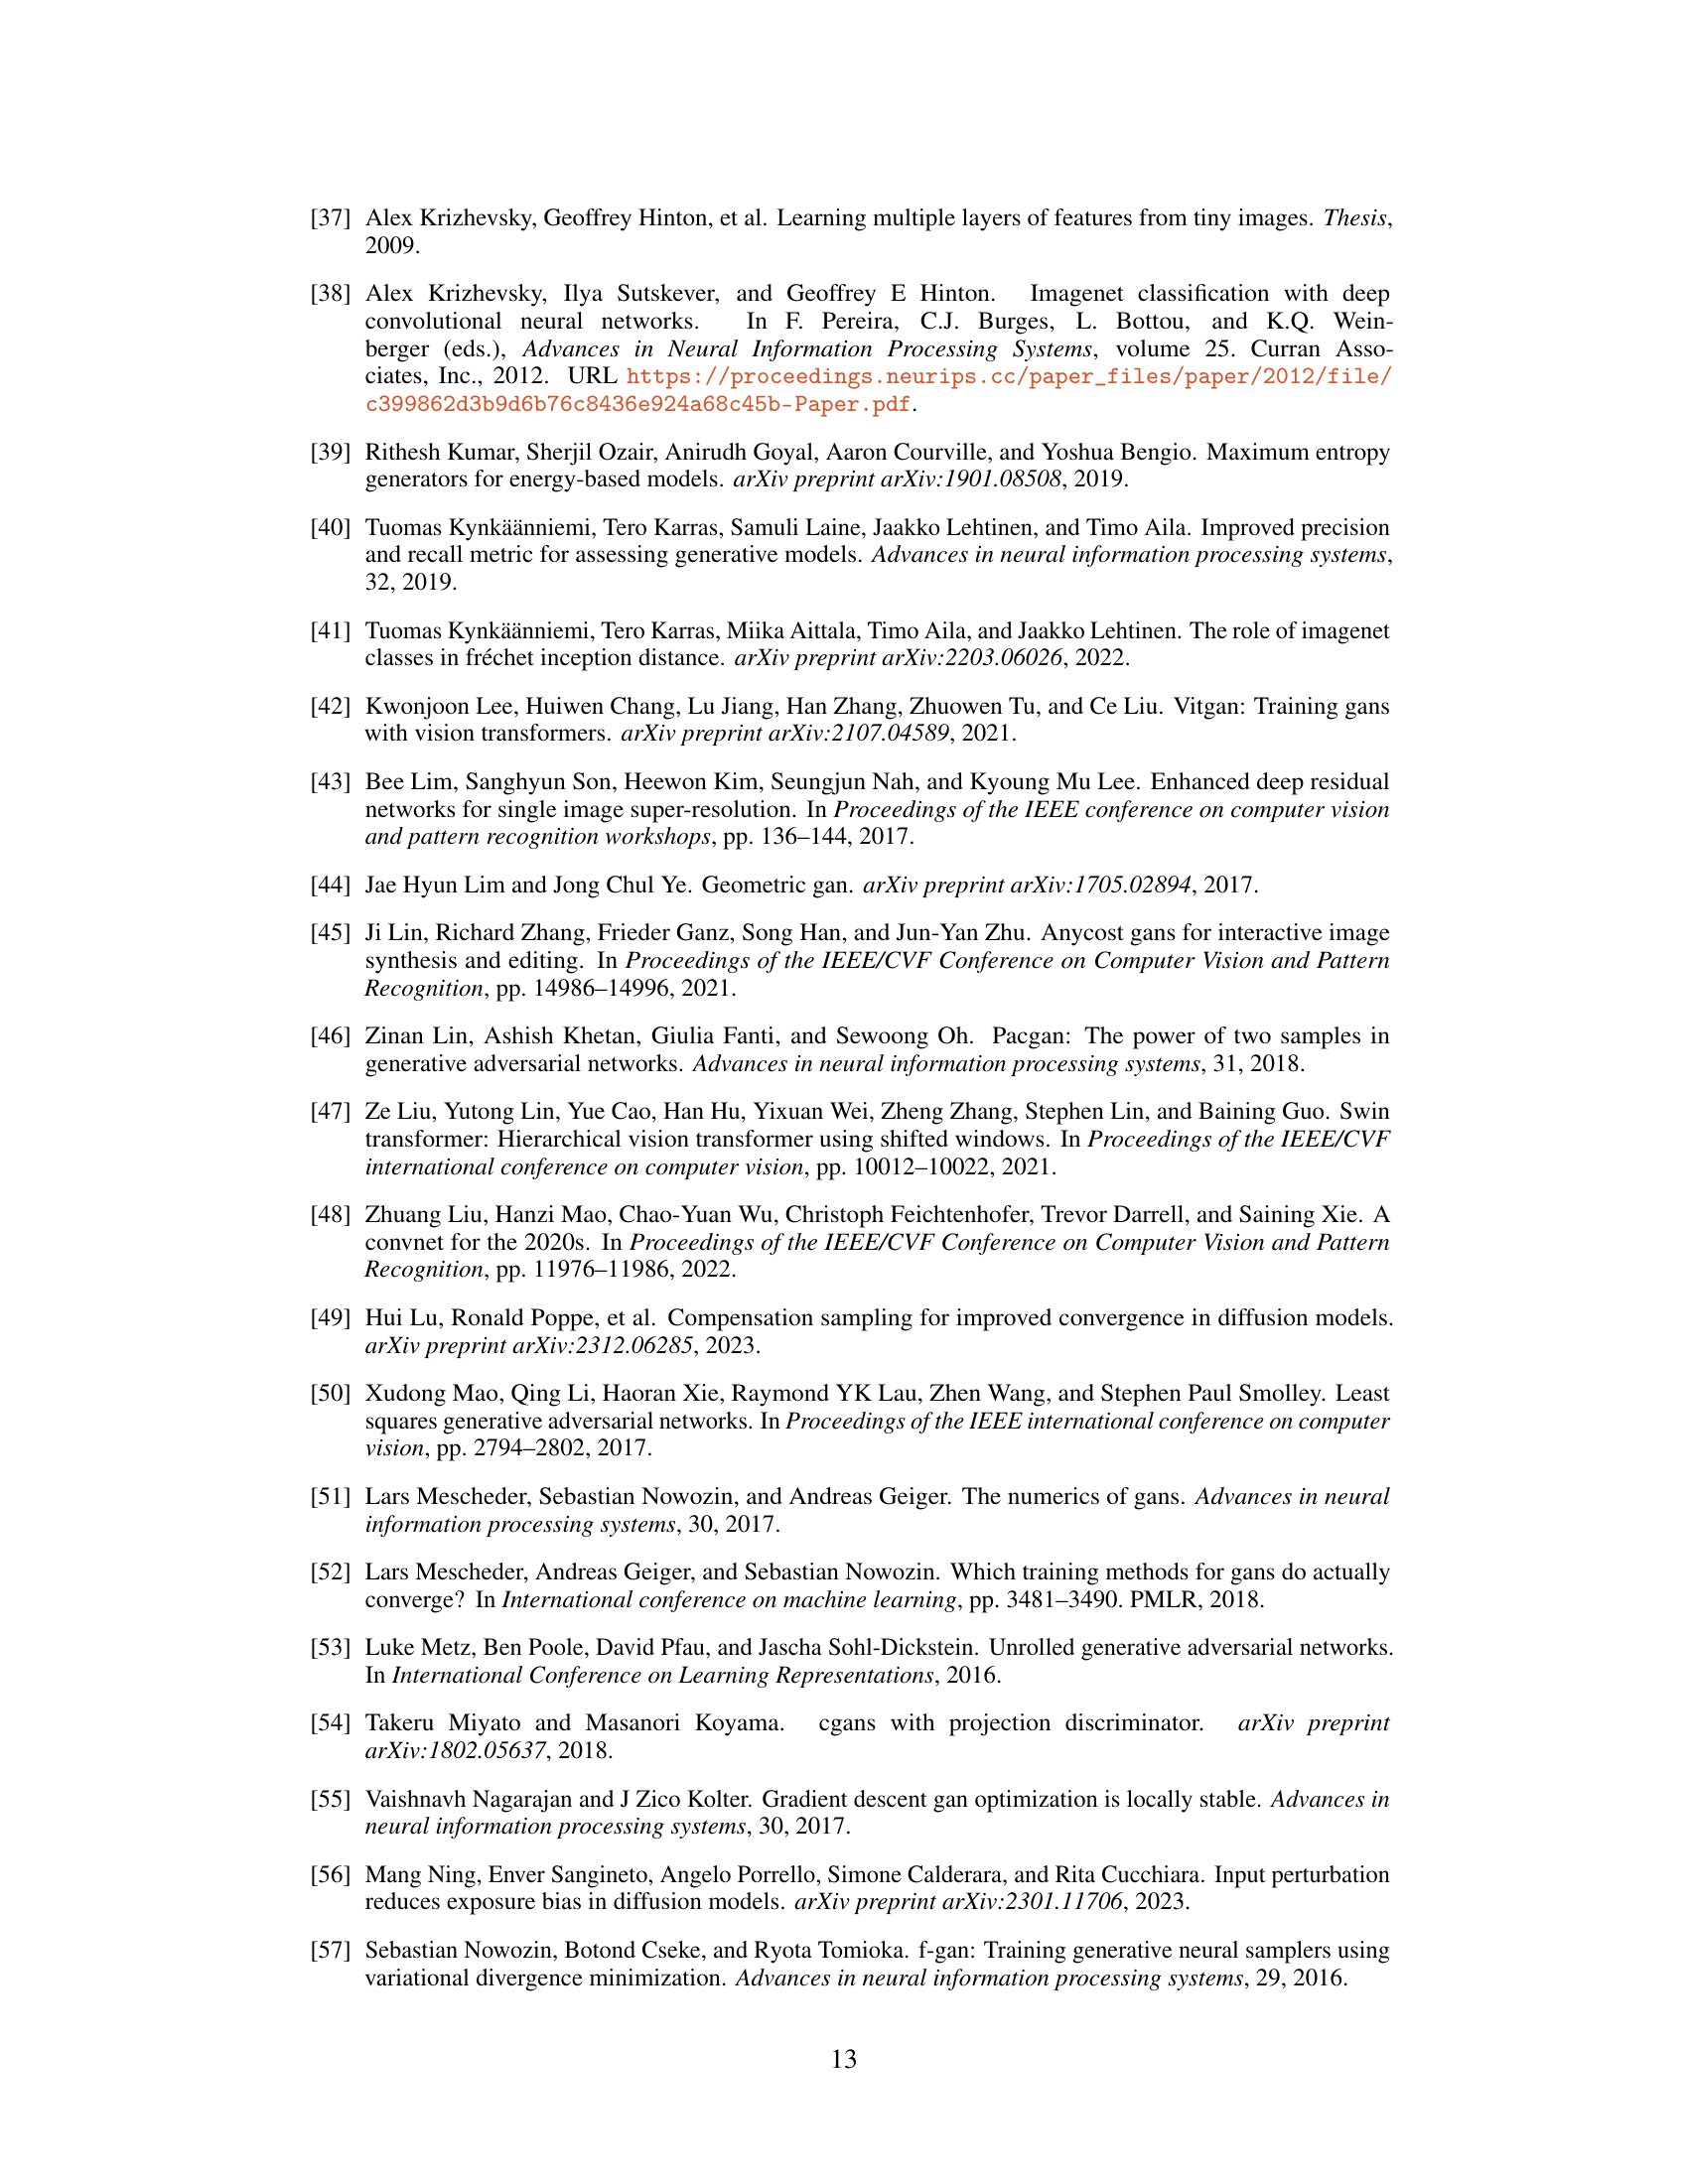 [37] Alex Krizhevsky, Geoffrey Hinton, et al. Learning multiple layers of features from tiny images. Thesis,
2009.
[38] Alex Krizhevsky, Ilya Sutskever, and Geoffrey E Hinton. Imagenet classification with deep
convolutional neural networks. In F. Pereira, C.J. Burges, L. Bottou, and K.Q. Wein-
berger (eds.), Advances in Neural Information Processing Systems, volume 25. Curran Asso-
ciates, Inc., 2012. URL https://proceedings.neurips.cc/paper_files/paper/2012/file/
c399862d3b9d6b76c8436e924a68c45b-Paper.pdf.
[39] Rithesh Kumar, Sherjil Ozair, Anirudh Goyal, Aaron Courville, and Yoshua Bengio. Maximum entropy
generators for energy-based models. arXiv preprint arXiv:1901.08508, 2019.
[40] Tuomas Kynkäänniemi, Tero Karras, Samuli Laine, Jaakko Lehtinen, and Timo Aila. Improved precision
and recall metric for assessing generative models. Advances in neural information processing systems,
32, 2019.
[41] Tuomas Kynkäänniemi, Tero Karras, Miika Aittala, Timo Aila, and Jaakko Lehtinen. The role of imagenet
classes in fréchet inception distance. arXiv preprint arXiv:2203.06026, 2022.
[42] Kwonjoon Lee, Huiwen Chang, Lu Jiang, Han Zhang, Zhuowen Tu, and Ce Liu. Vitgan: Training gans
with vision transformers. arXiv preprint arXiv:2107.04589, 2021.
[43] Bee Lim, Sanghyun Son, Heewon Kim, Seungjun Nah, and Kyoung Mu Lee. Enhanced deep residual
networks for single image super-resolution. In Proceedings of the IEEE conference on computer vision
and pattern recognition workshops, pp. 136–144, 2017.
[44] Jae Hyun Lim and Jong Chul Ye. Geometric gan. arXiv preprint arXiv:1705.02894, 2017.
[45] Ji Lin, Richard Zhang, Frieder Ganz, Song Han, and Jun-Yan Zhu. Anycost gans for interactive image
synthesis and editing. In Proceedings of the IEEE/CVF Conference on Computer Vision and Pattern
Recognition, pp. 14986–14996, 2021.
[46] Zinan Lin, Ashish Khetan, Giulia Fanti, and Sewoong Oh. Pacgan: The power of two samples in
generative adversarial networks. Advances in neural information processing systems, 31, 2018.
[47] Ze Liu, Yutong Lin, Yue Cao, Han Hu, Yixuan Wei, Zheng Zhang, Stephen Lin, and Baining Guo. Swin
transformer: Hierarchical vision transformer using shifted windows. In Proceedings of the IEEE/CVF
international conference on computer vision, pp. 10012–10022, 2021.
[48] Zhuang Liu, Hanzi Mao, Chao-Yuan Wu, Christoph Feichtenhofer, Trevor Darrell, and Saining Xie. A
convnet for the 2020s. In Proceedings of the IEEE/CVF Conference on Computer Vision and Pattern
Recognition, pp. 11976–11986, 2022.
[49] Hui Lu, Ronald Poppe, et al. Compensation sampling for improved convergence in diffusion models.
arXiv preprint arXiv:2312.06285, 2023.
[50] Xudong Mao, Qing Li, Haoran Xie, Raymond YK Lau, Zhen Wang, and Stephen Paul Smolley. Least
squares generative adversarial networks. In Proceedings of the IEEE international conference on computer
vision, pp. 2794–2802, 2017.
[51] Lars Mescheder, Sebastian Nowozin, and Andreas Geiger. The numerics of gans. Advances in neural
information processing systems, 30, 2017.
[52] Lars Mescheder, Andreas Geiger, and Sebastian Nowozin. Which training methods for gans do actually
converge? In International conference on machine learning, pp. 3481–3490. PMLR, 2018.
[53] Luke Metz, Ben Poole, David Pfau, and Jascha Sohl-Dickstein. Unrolled generative adversarial networks.
In International Conference on Learning Representations, 2016.
[54] Takeru Miyato and Masanori Koyama. cgans with projection discriminator. arXiv preprint
arXiv:1802.05637, 2018.
[55] Vaishnavh Nagarajan and J Zico Kolter. Gradient descent gan optimization is locally stable. Advances in
neural information processing systems, 30, 2017.
[56] Mang Ning, Enver Sangineto, Angelo Porrello, Simone Calderara, and Rita Cucchiara. Input perturbation
reduces exposure bias in diffusion models. arXiv preprint arXiv:2301.11706, 2023.
[57] Sebastian Nowozin, Botond Cseke, and Ryota Tomioka. f-gan: Training generative neural samplers using
variational divergence minimization. Advances in neural information processing systems, 29, 2016.
13